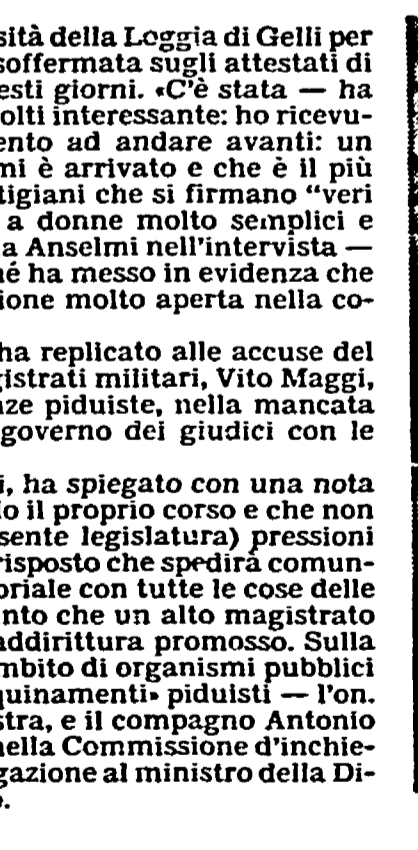 sità della Loggia di Gelli per
soffermata sugli attestati di
esti giorni. «C'è stata — ha
olti interessante: ho ricevu-
ento ad andare avanti: un
mi è arrivato e che è il più
tigiani che si firmano “veri
a donne molto semplici e
a Anselmi nell'intervista —
é ha messo in evidenza che
ione molto aperta nella co-
ha replicato alle accuse del
gistrati militari, Vito Maggi,
nze piduiste, nella mancata
governo dei giudici con le
i, ha spiegato con una nota
lo il proprio corso e che non
sente legislatura) pressioni
risposto che spedirà comun-
oriale con tutte le cose delle
nto che un alto magistrato
addirittura promosso. Sulla
mbito di organismi pubblici
quinamenti» piduisti — l'on.
stra, e il compagno Antonio
nella Commissione d'inchie-
gazione al ministro della Di-